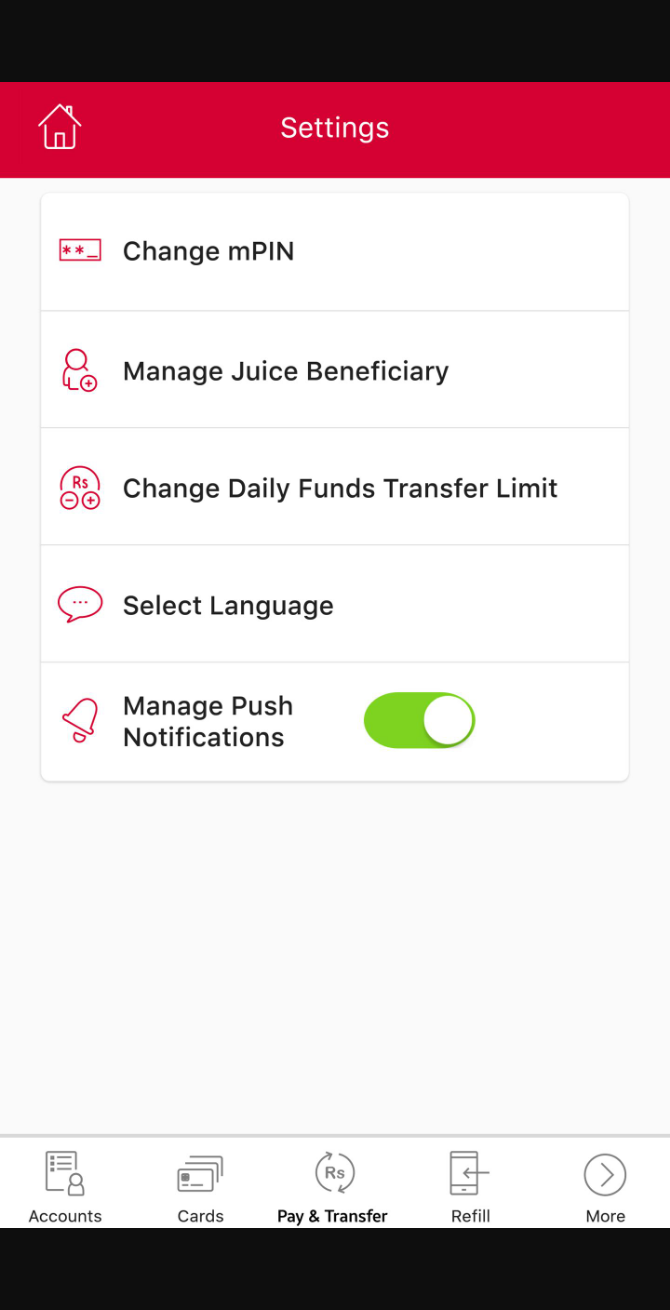 Settings
**_ Change mPIN
Manage Juice Beneficiary
Rs Change Daily Funds Transfer Limit
Select Language
Manage Push
Notifications
Rs
Accounts Cards Pay & Transfer Refill More